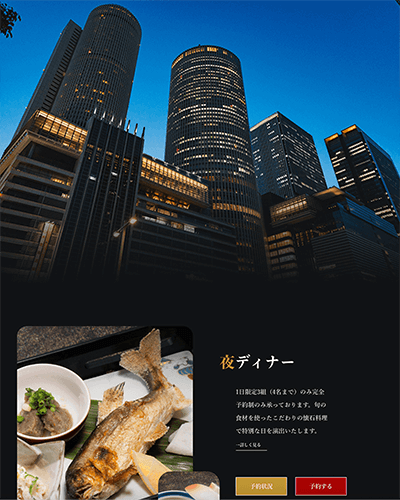 夜ディナー
1日限定3組（4名まで）のみ完全
予約制のみ承っております。旬の
食材を使ったこだわりの懐石料理
で特別な日を演出いたします。
→詳しく見る
予約状況
予約する